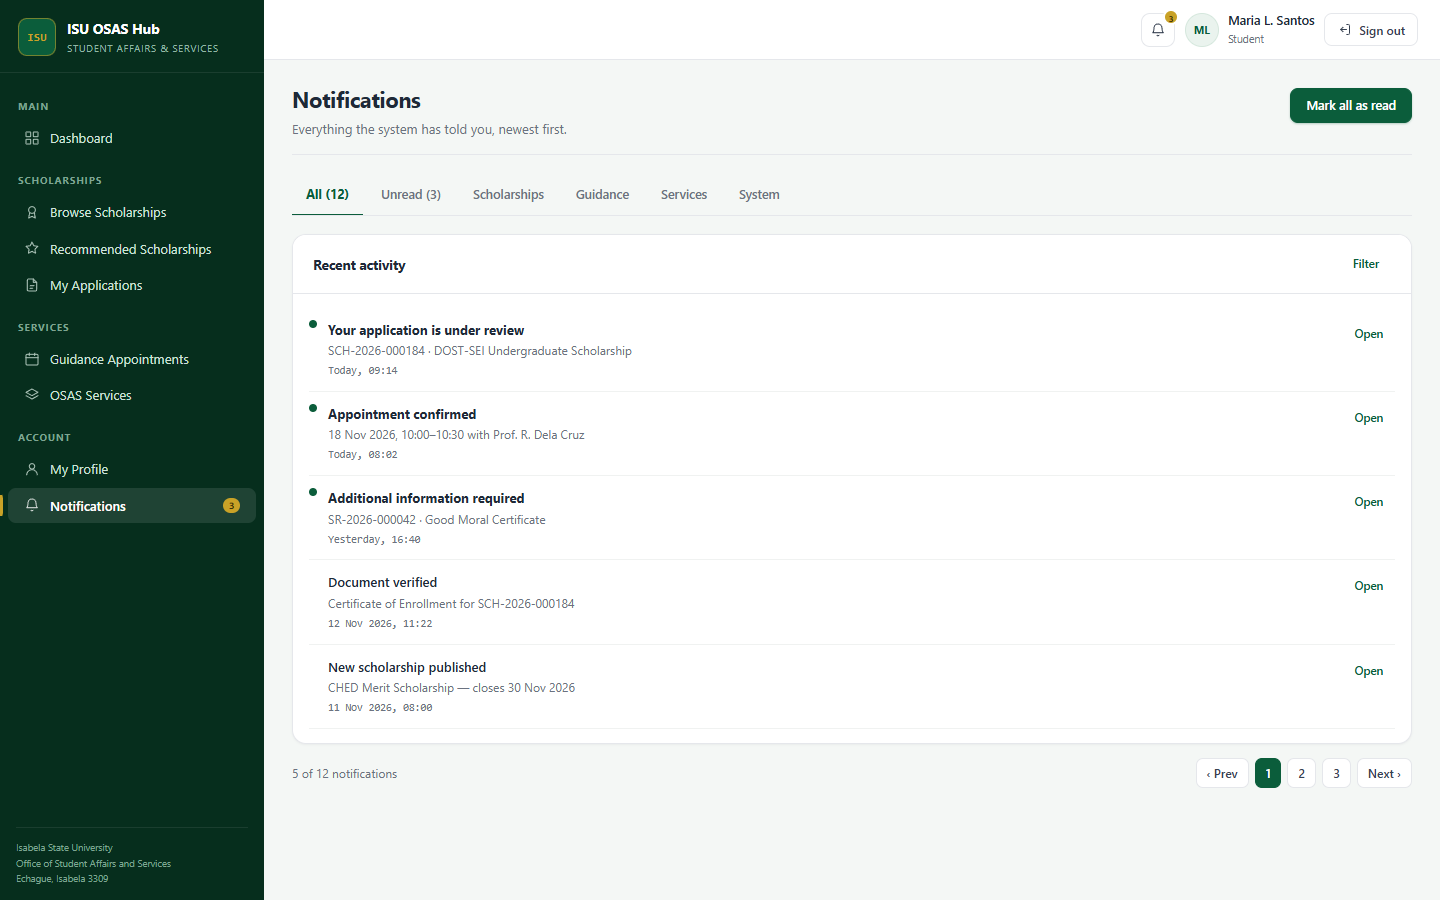 ISU
ISU OSAS Hub
STUDENT AFFAIRS & SERVICES
3
ML
Maria L. Santos
Student
Sign out
MAIN
Dashboard
SCHOLARSHIPS
Browse Scholarships
Recommended Scholarships
My Applications
SERVICES
Guidance Appointments
OSAS Services
ACCOUNT
My Profile
Notifications
3
Isabela State University
Office of Student Affairs and Services
Echague, Isabela 3309
Notifications
Everything the system has told you, newest first.
Mark all as read
All (12)
Unread (3)
Scholarships
Guidance
Services
System
Recent activity
Filter
Your application is under review
SCH-2026-000184 · DOST-SEI Undergraduate Scholarship
Today, 09:14
Open
Appointment confirmed
18 Nov 2026, 10:00–10:30 with Prof. R. Dela Cruz
Today, 08:02
Open
Additional information required
SR-2026-000042 · Good Moral Certificate
Yesterday, 16:40
Open
Document verified
Certificate of Enrollment for SCH-2026-000184
12 Nov 2026, 11:22
Open
New scholarship published
CHED Merit Scholarship — closes 30 Nov 2026
11 Nov 2026, 08:00
Open
5 of 12 notifications
‹ Prev
1
2
3
Next ›